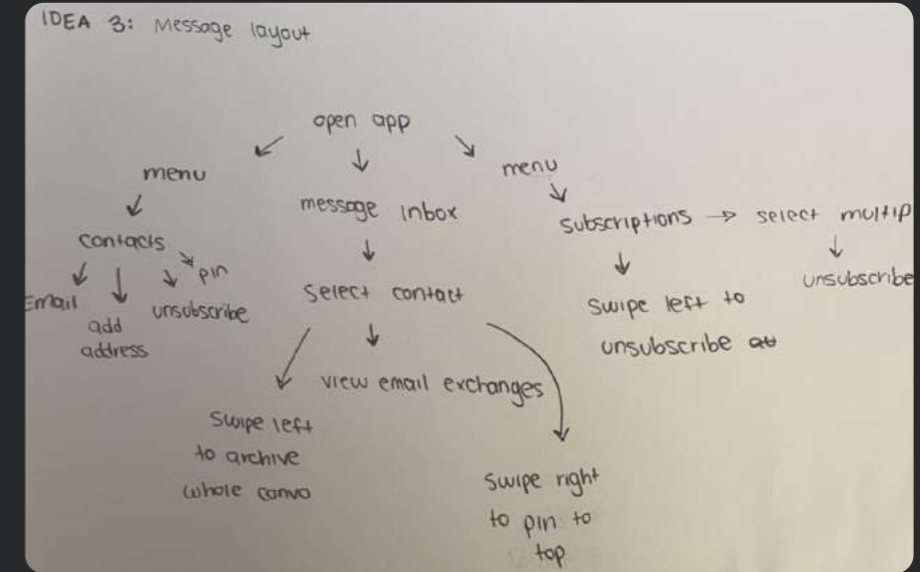 IDEA 3: Message layout
open app
menu
message inbox
menu
contacts
subscriptions → select multip
Email
add
address
unsubscribe
pin
select contact
swipe left to
unsubscribe
unsubscribe
view email exchanges
swipe left
to archive
whole convo
swipe right
to pin to
top